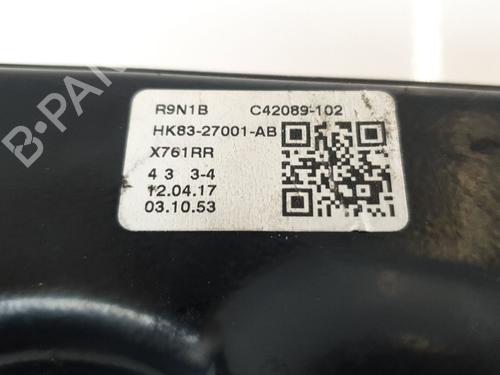 R9N1B C42089-102
HK83-27001-AB
X761RR
4 3 3-4
12.04.17
03.10.53